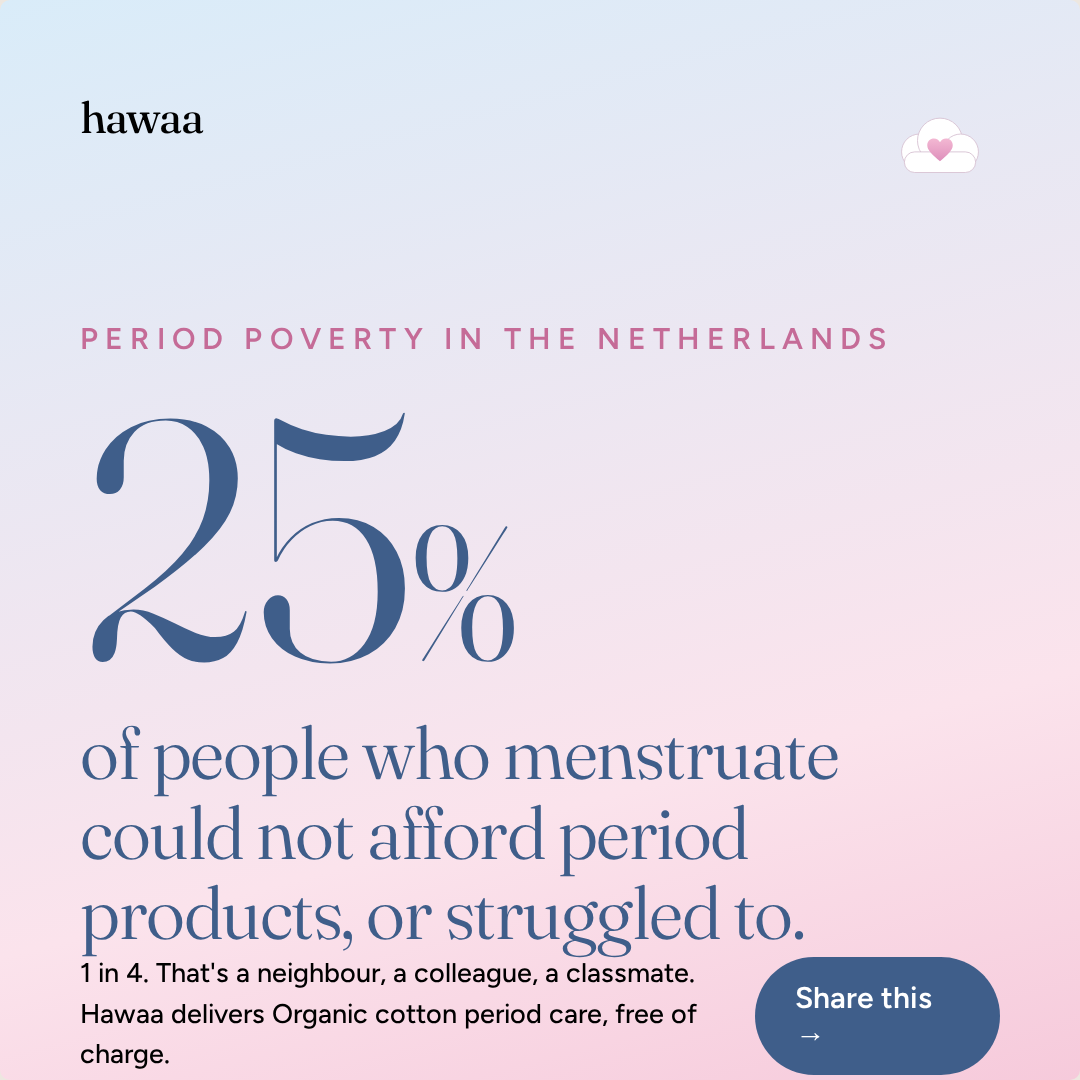 hawaa
PERIOD POVERTY IN THE NETHERLANDS
25%
of people who menstruate
could not afford period
products, or struggled to.
1 in 4. That's a neighbour, a colleague, a classmate.
Hawaa delivers Organic cotton period care, free of
charge.
Share this
→